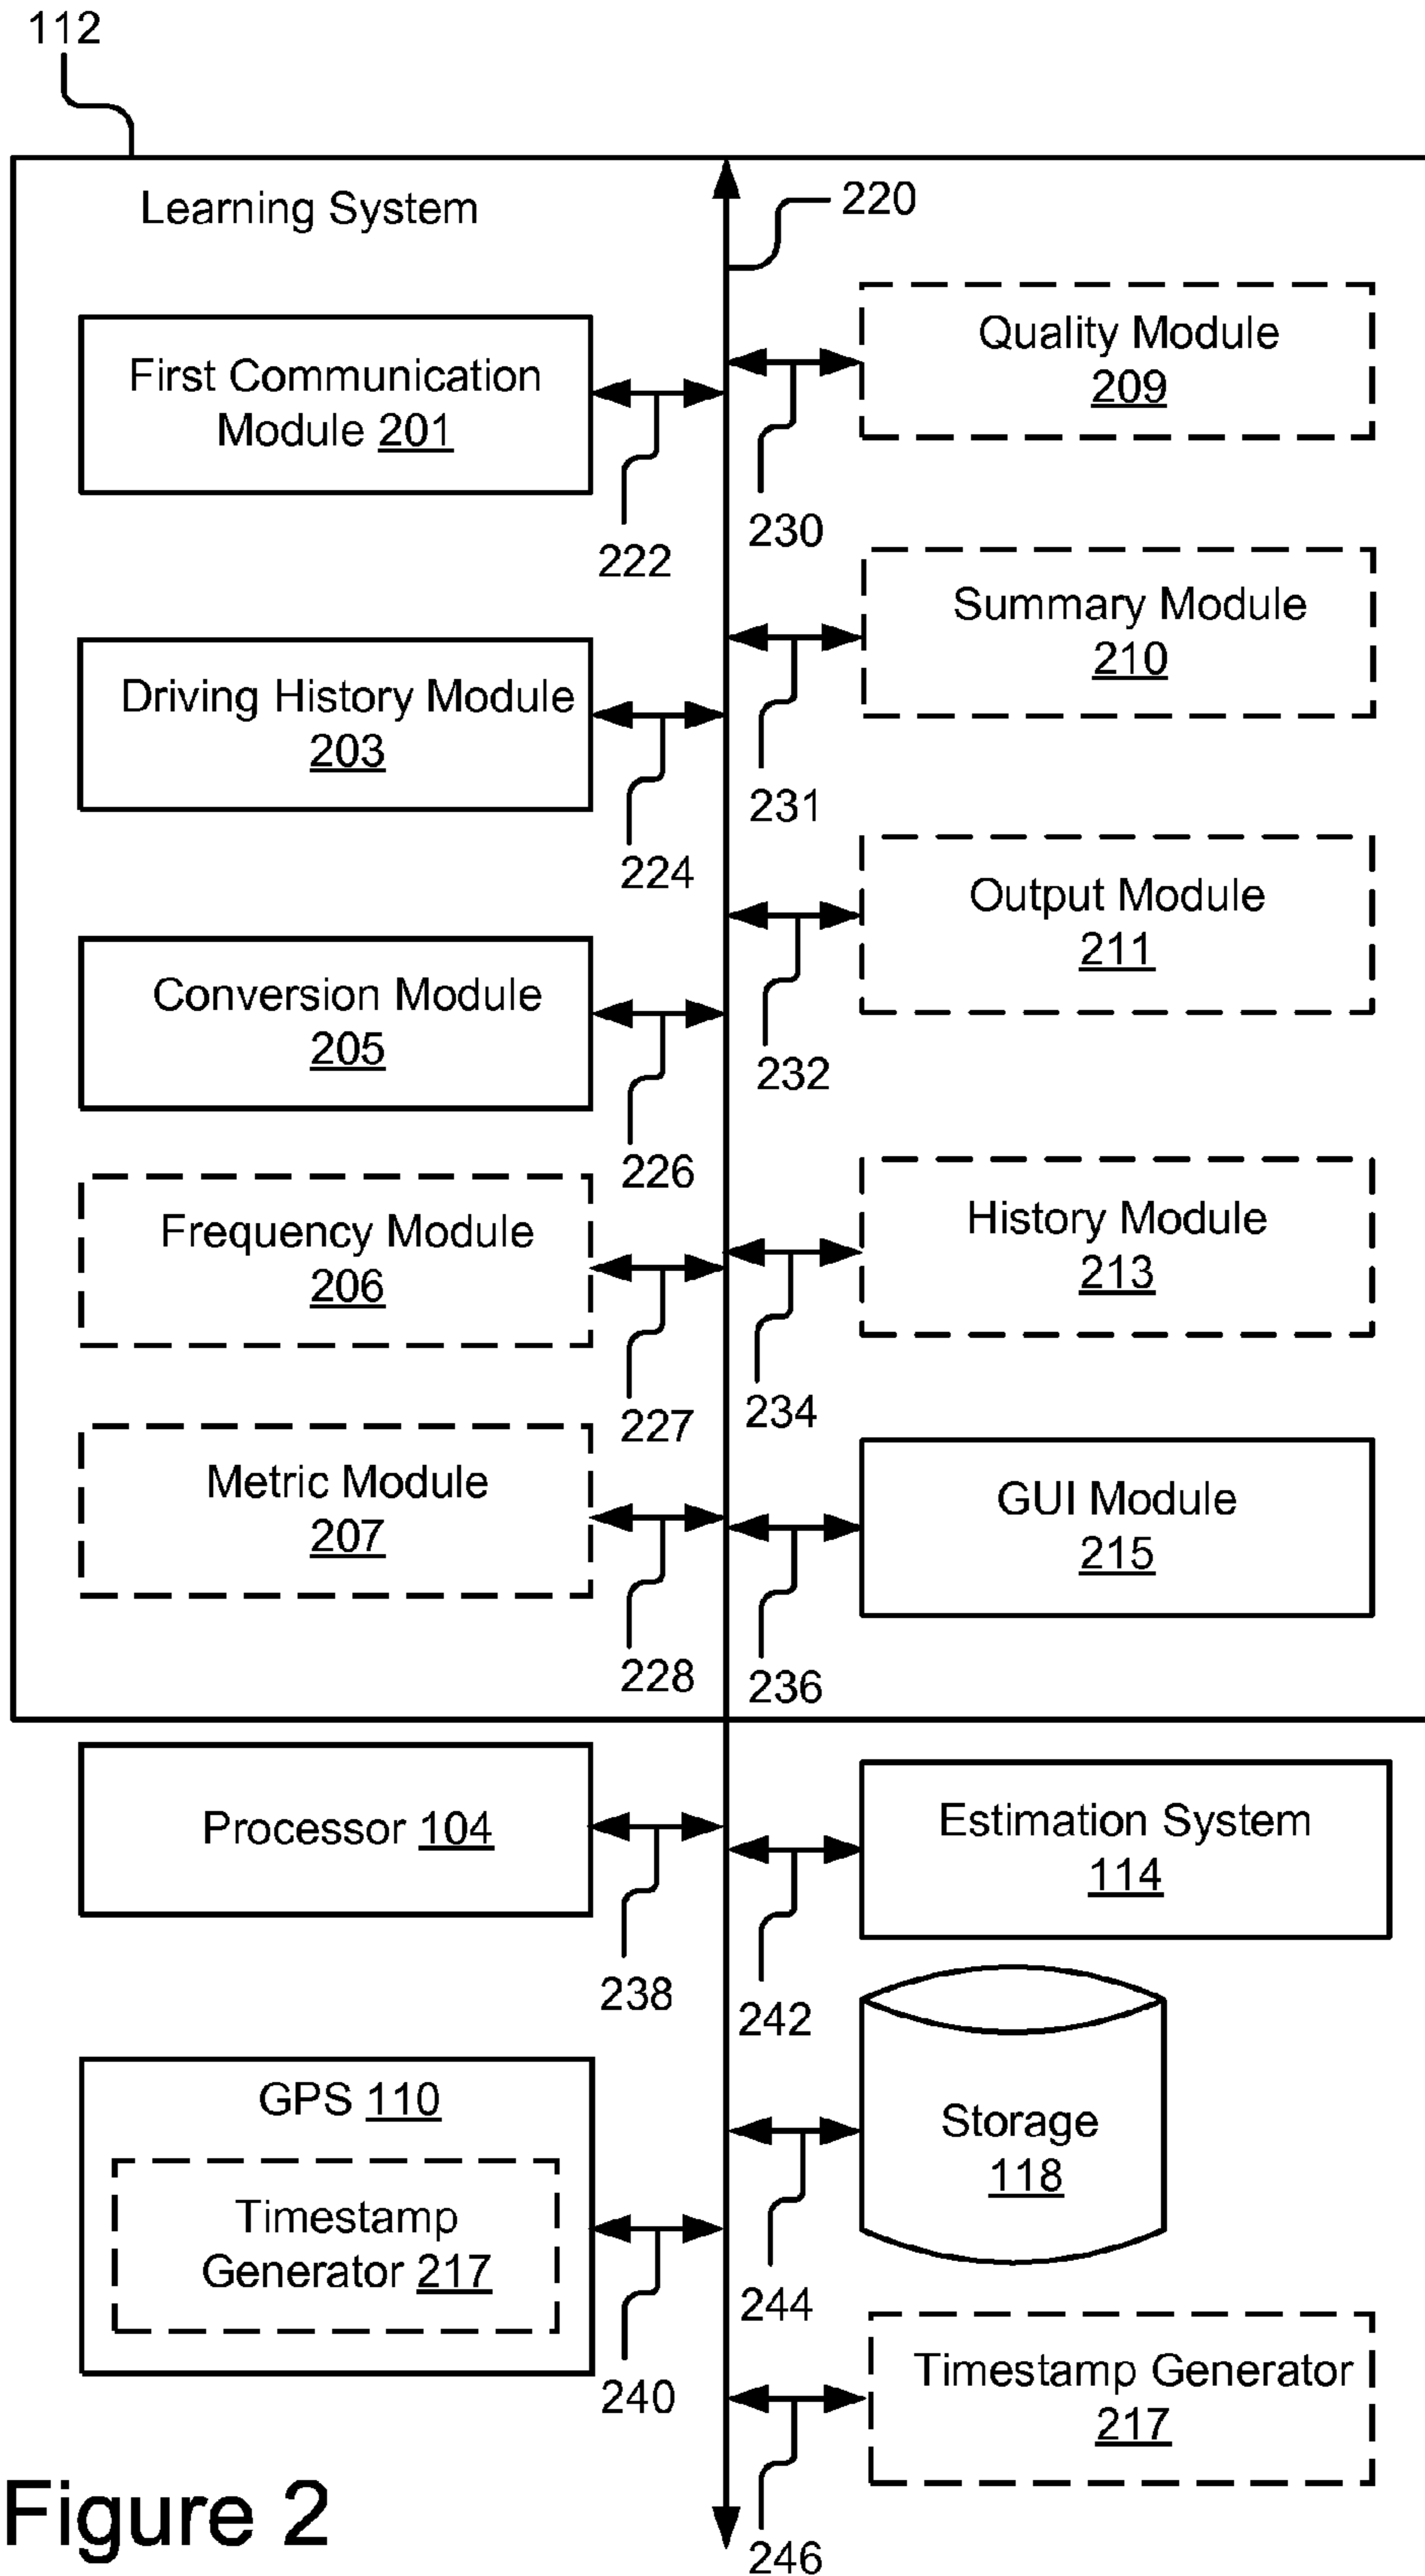 112
Learning System
220
First Communication
Module 201
222
Quality Module
209
230
Driving History Module
203
224
Summary Module
210
231
Conversion Module
205
226
Output Module
211
232
Frequency Module
206
227
History Module
213
234
Metric Module
207
228
GUI Module
215
236
Processor 104
238
Estimation System
114
242
GPS 110
Timestamp
Generator 217
240
Storage
118
244
Timestamp Generator
217
246
Figure 2